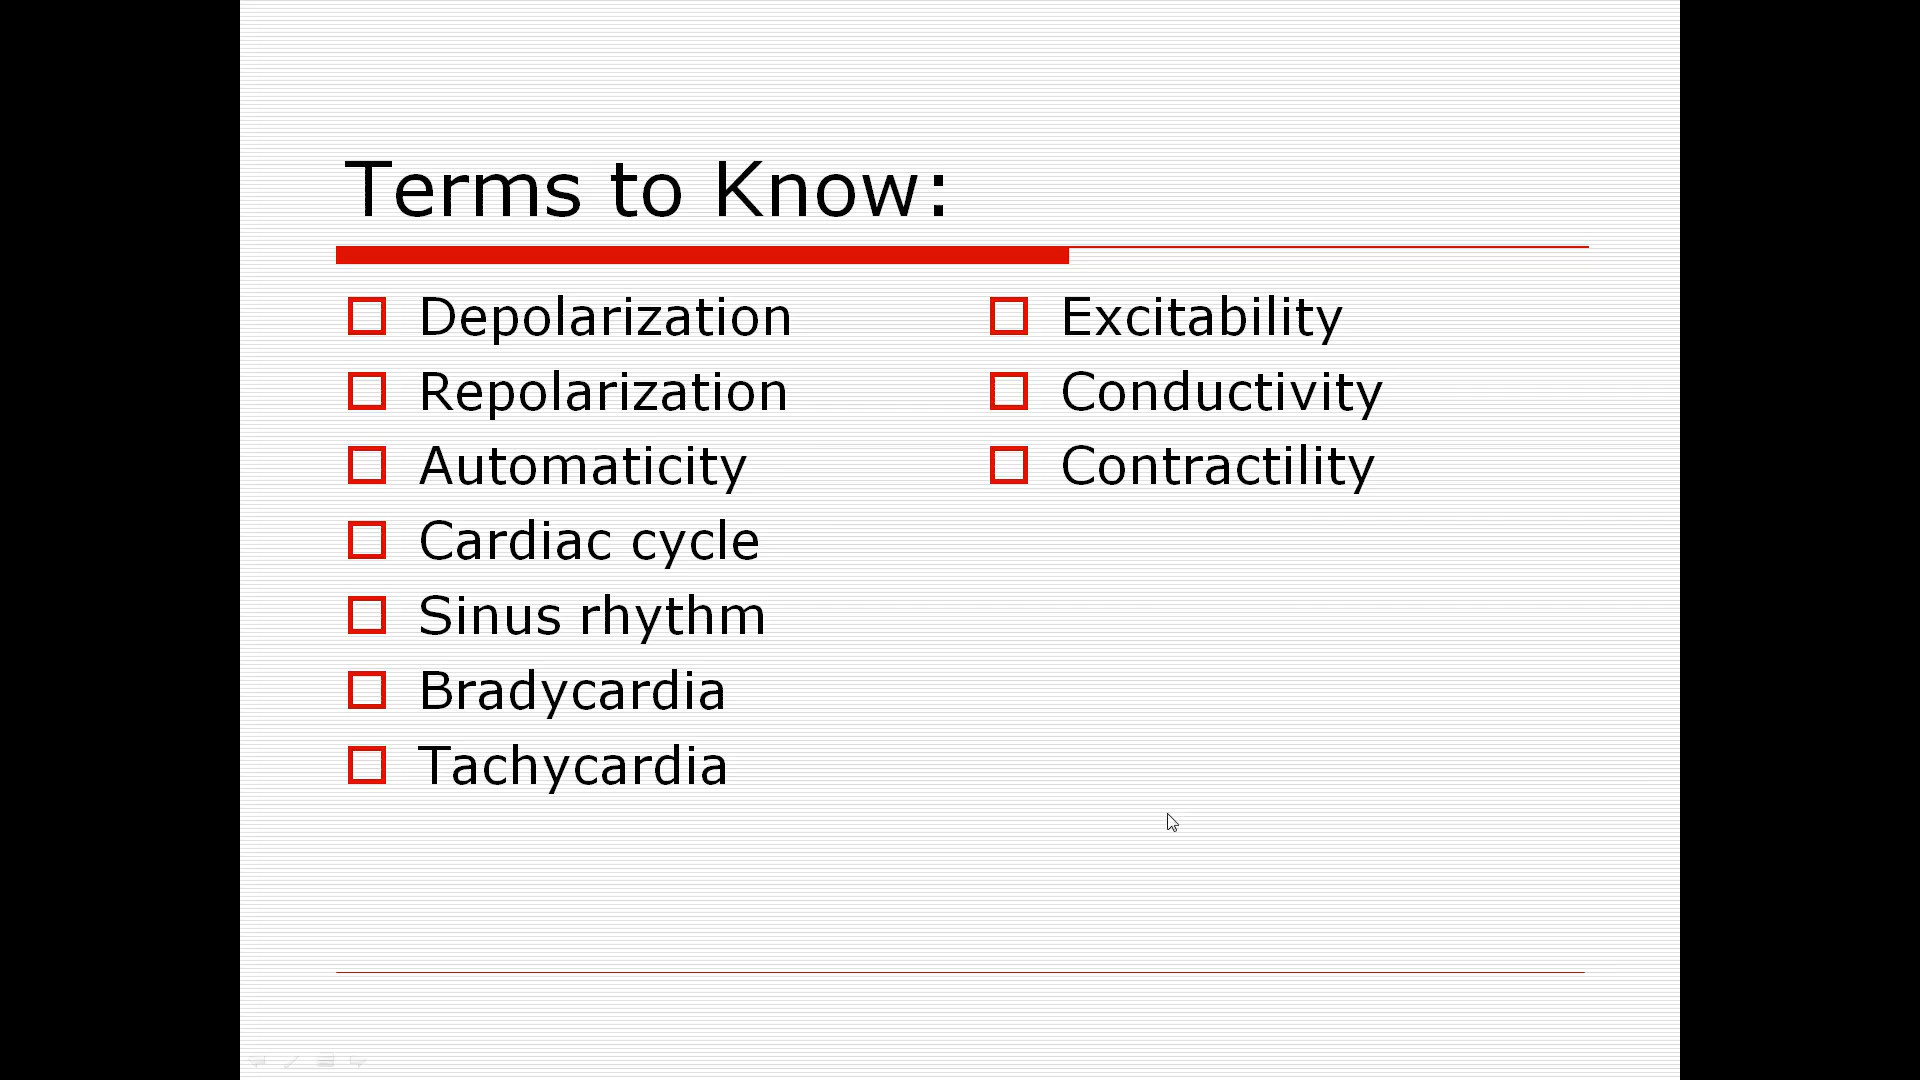 Terms to Know:
Depolarization
Repolarization
Automaticity
Cardiac cycle
Sinus rhythm
Bradycardia
Tachycardia
Excitability
Conductivity
Contractility